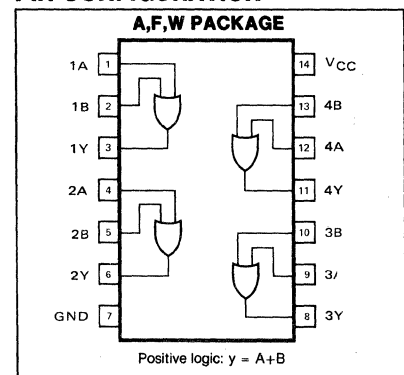 A,F,W PACKAGE
1A 1
14 VCC
1B 2
13 4B
1Y 3
12 4A
2A 4
11 4Y
2B 5
10 3B
2Y 6
9 3/
GND 7
8 3Y
Positive logic: y = A+B